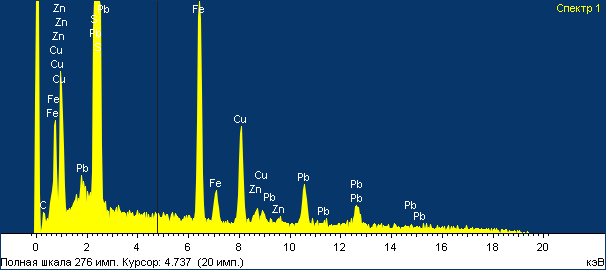 Спектр 1
Zn
Zn
Zn
Cu
Cu
Cu
Fe
Fe
C
Pb
Pb
S
Pb
S
Fe
Fe
Cu
Cu
Zn
Pb
Zn
Pb
Pb
Pb
Pb
Pb
Pb
0 2 4 6 8 10 12 14 16 18 20
Полная шкала 276 имп. Курсор: 4.737 (20 имп.) кэВ